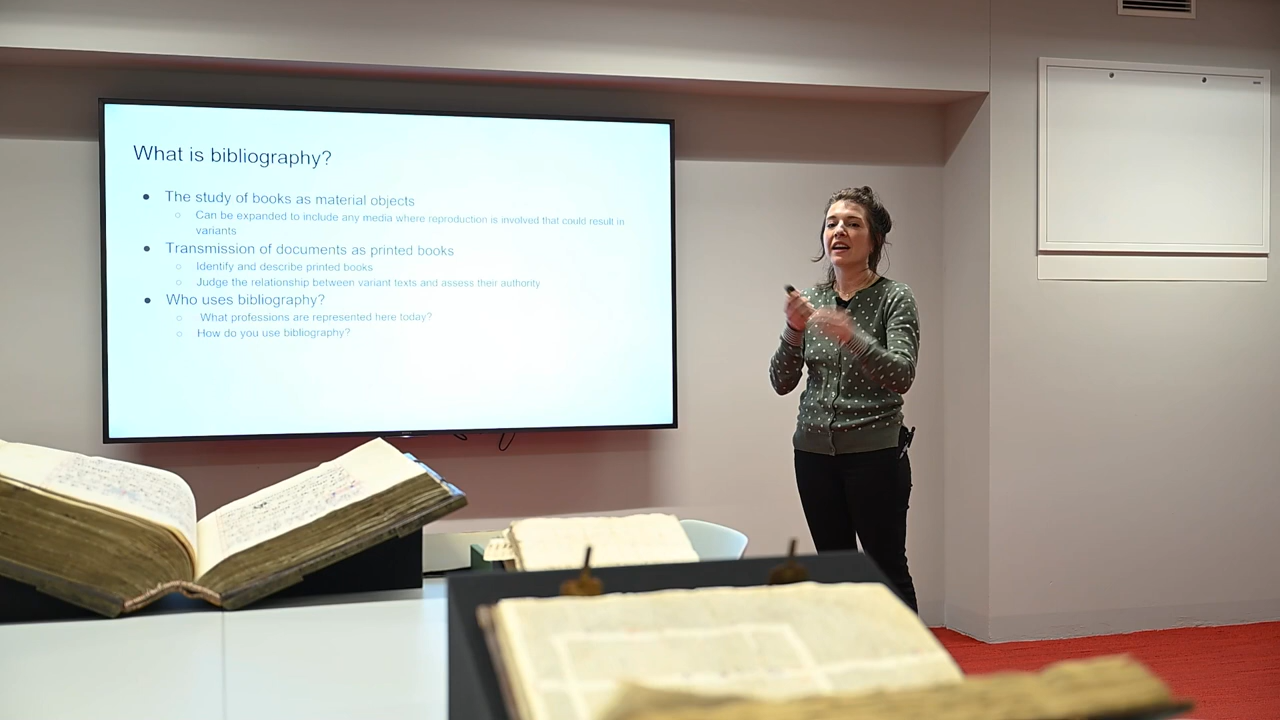 What is bibliography?
● The study of books as material objects
○ Can be expanded to include any media where reproduction is involved that could result in
variants
● Transmission of documents as printed books
○ Identify and describe printed books
○ Judge the relationship between variant texts and assess their authority
● Who uses bibliography?
○ What professions are represented here today?
○ How do you use bibliography?